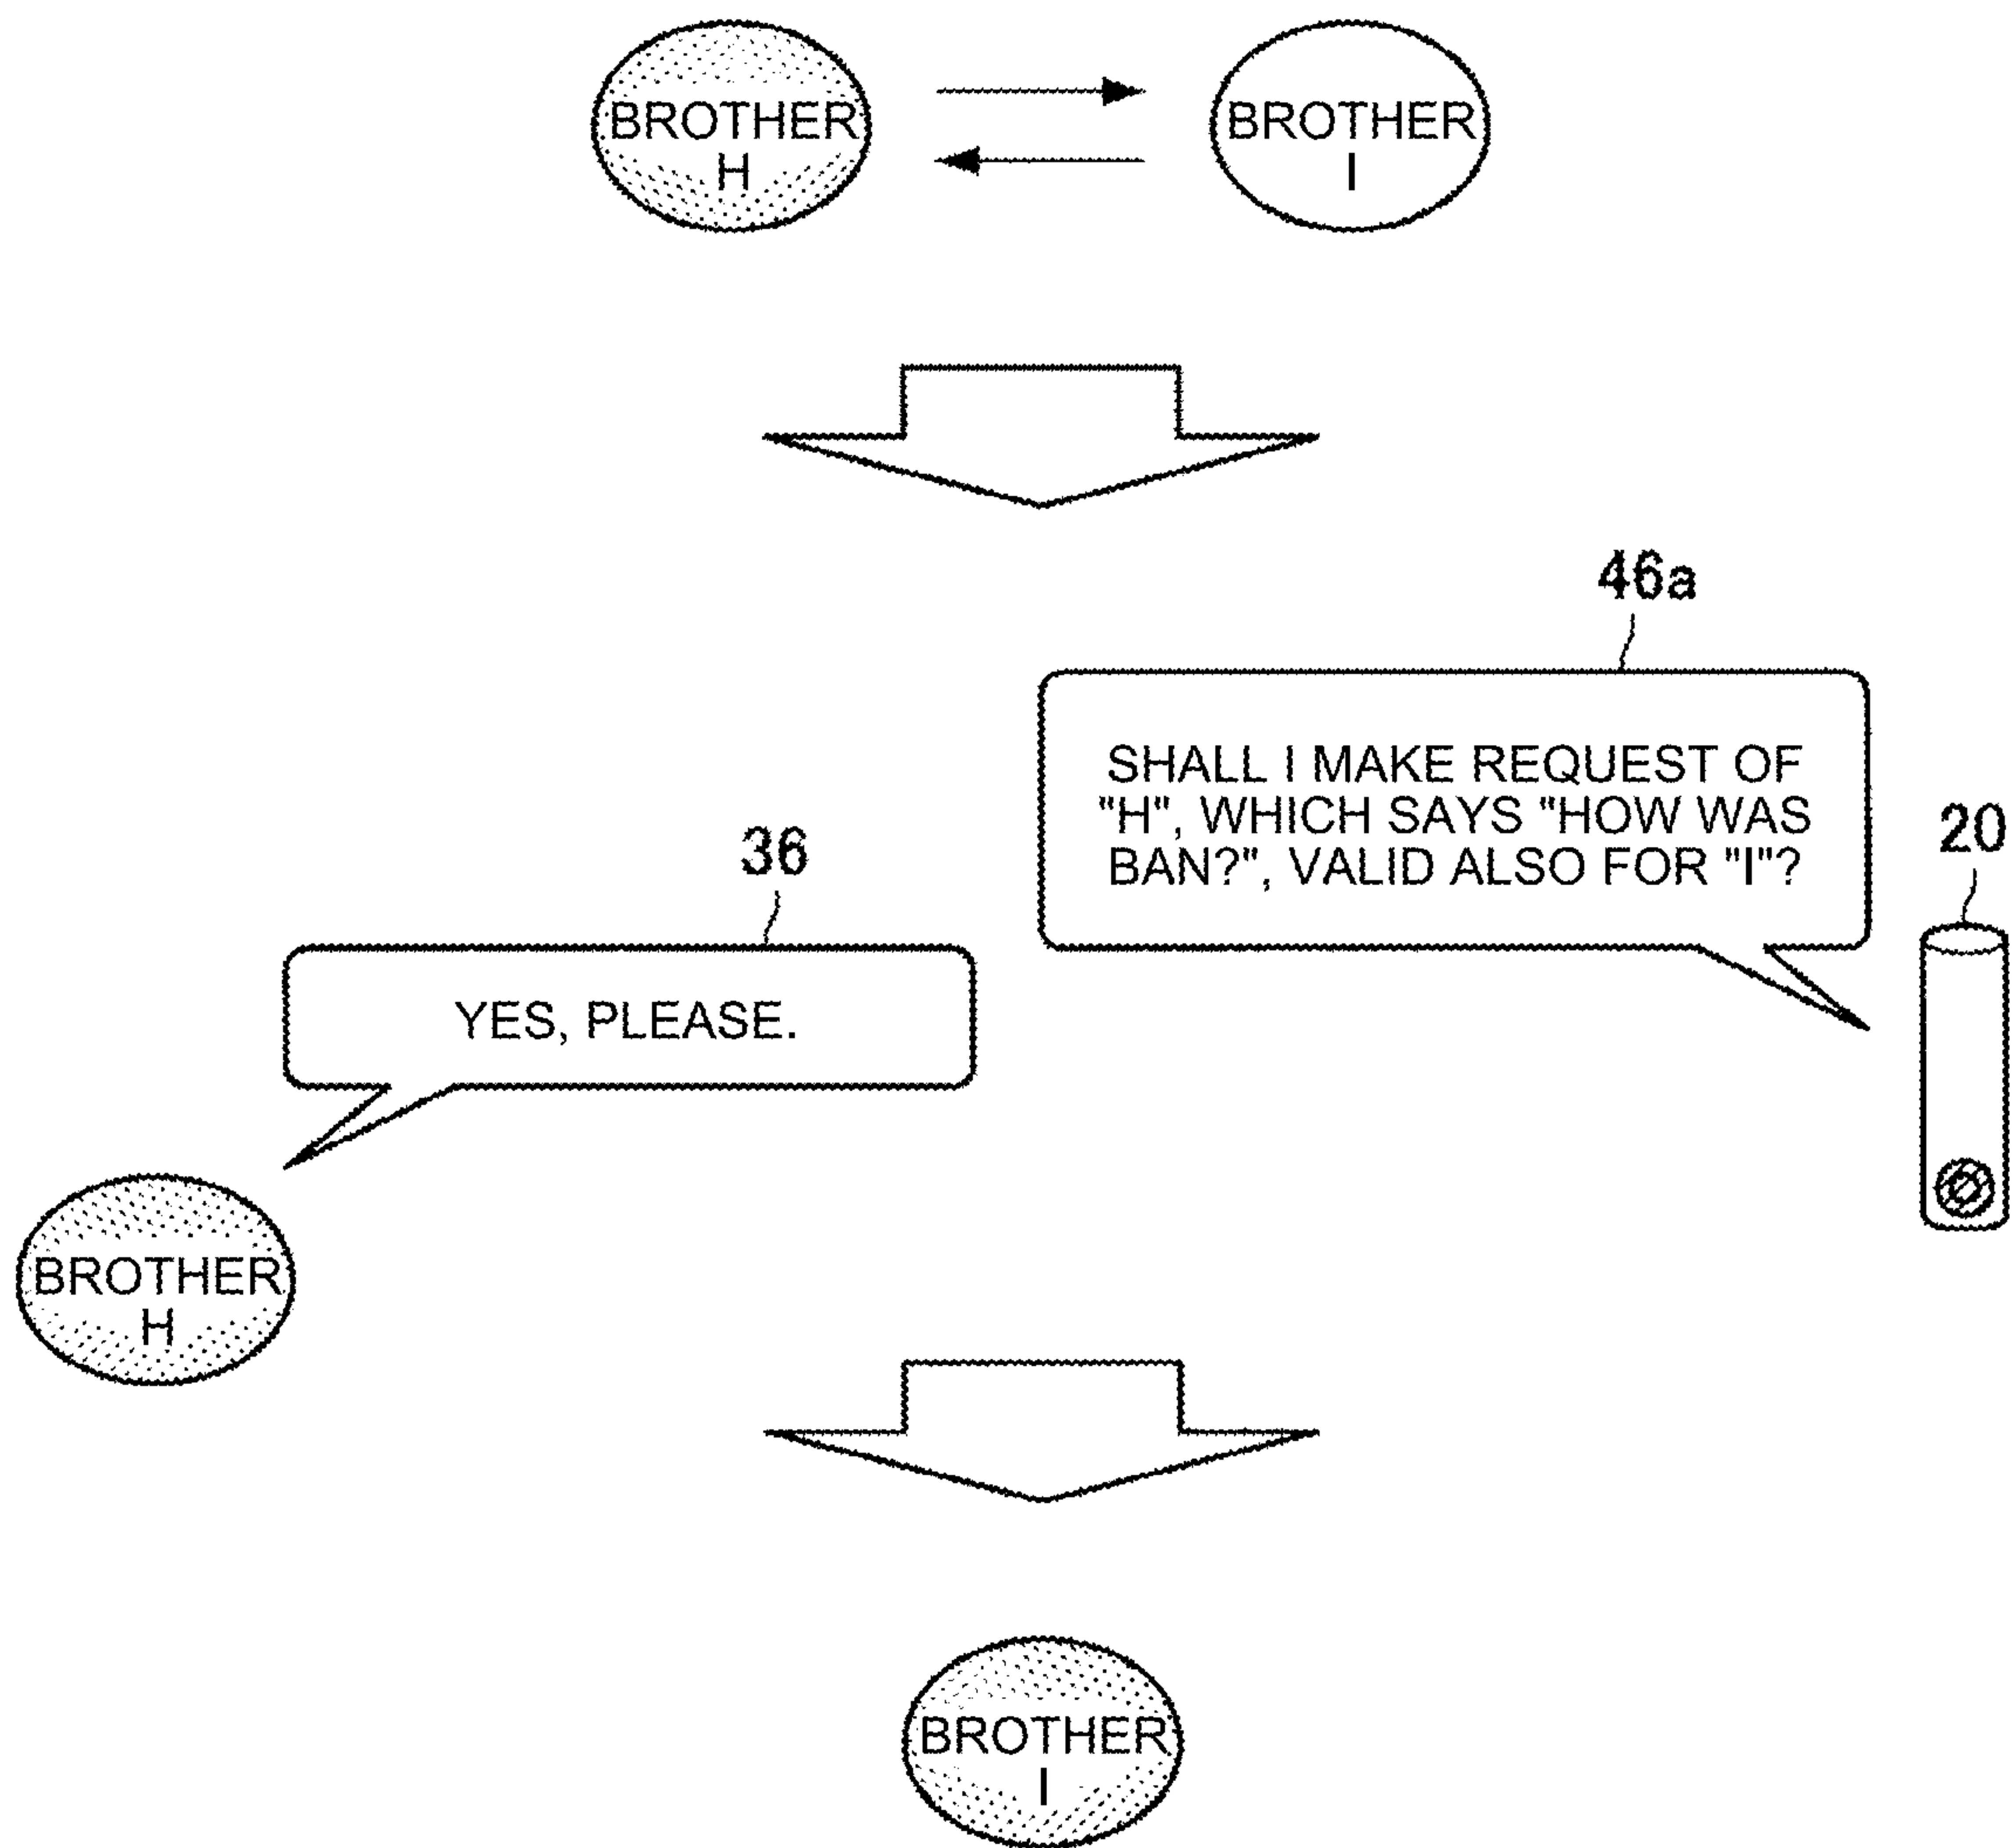 BROTHER
H
BROTHER
I
46a
SHALL I MAKE REQUEST OF
"H", WHICH SAYS "HOW WAS
BAN?", VALID ALSO FOR "I"?
20
36
YES, PLEASE.
BROTHER
H
BROTHER
I